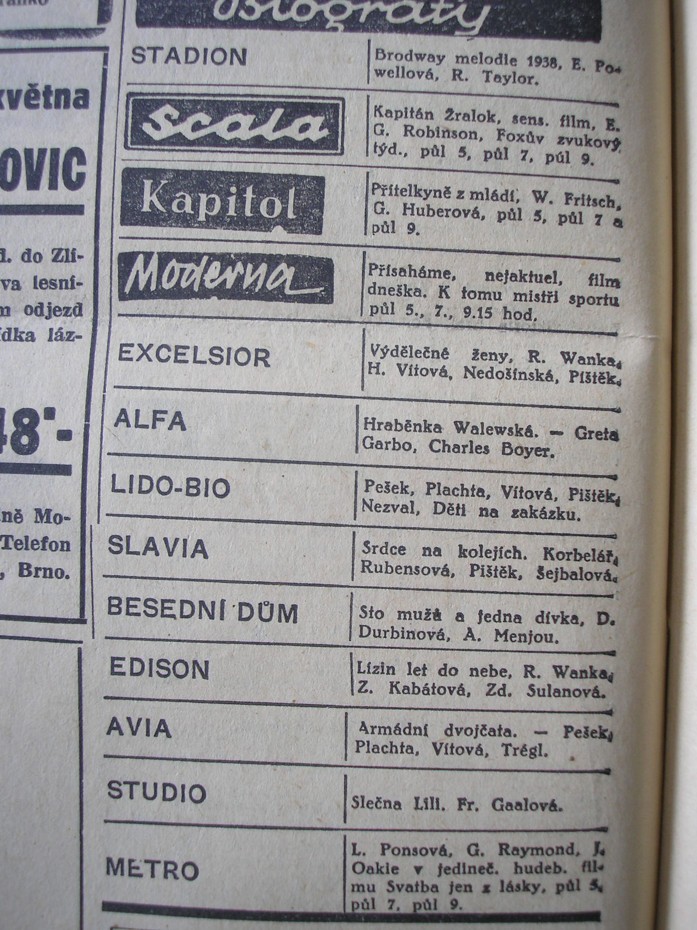 května
OVIC
d. do Zlí-
va lesní-
m odjezd
ídka láz-
48'-
ně Mo-
Telefon
, Brno.
Biografy
STADION
Brodway melodie 1938, E. Po-
wellová, R. Taylor.
scala
Kapitán Žralok, sens. film, E.
G. Robinson, Foxův zvukový
týd., půl 5, půl 7, půl 9.
Kapitol
Přítelkyně z mládí, W. Fritsch,
G. Huberová, půl 5, půl 7 a
půl 9.
Moderna
Přísaháme, nejaktuel. film
dneška. K tomu mistři sportu
půl 5., 7., 9.15 hod.
EXCELSIOR
Výdělečné ženy, R. Wanka,
H. Vítová, Nedošínská, Pištěk.
ALFA
Hraběnka Walewská. — Greta
Garbo, Charles Boyer.
LIDO-BIO
Pešek, Plachta, Vítová, Pištěk,
Nezval, Děti na zakázku.
SLAVIA
Srdce na kolejích. Korbelář,
Rubensová, Pištěk, Šejbalová.
BESEDNÍ DŮM
Sto mužů a jedna dívka, D.
Durbinová, A. Menjou.
EDISON
Lízin let do nebe, R. Wanka,
Z. Kabátová, Zd. Sulanová.
AVIA
Armádní dvojčata. — Pešek,
Plachta, Vítová, Trégl.
STUDIO
Slečna Lili. Fr. Gaalová.
METRO
L. Ponsová, G. Raymond, J.
Oakie v jedineč. hudeb. fil-
mu Svatba jen z lásky, půl 5,
půl 7, půl 9.